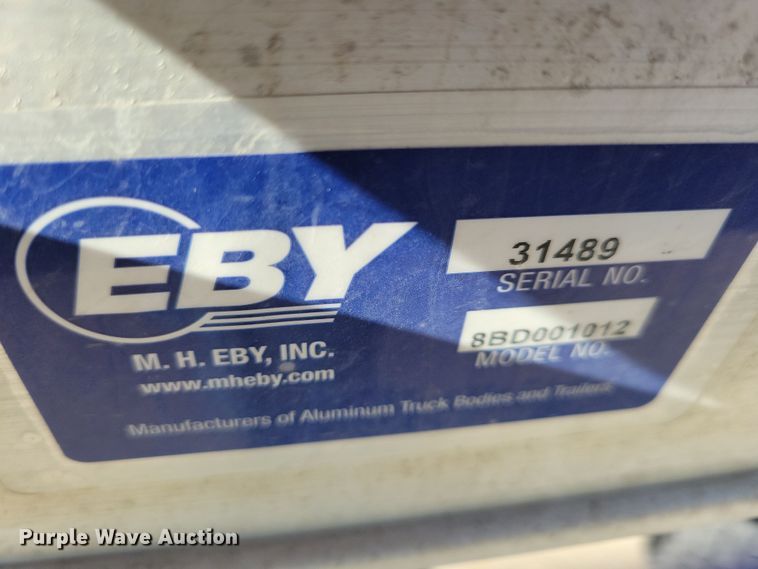 EBY
31489
SERIAL NO.
8BD001012
MODEL NO.
M. H. EBY, INC.
www.mheby.com
Manufacturers of Aluminum Truck Bodies and Trailers
Purple Wave Auction